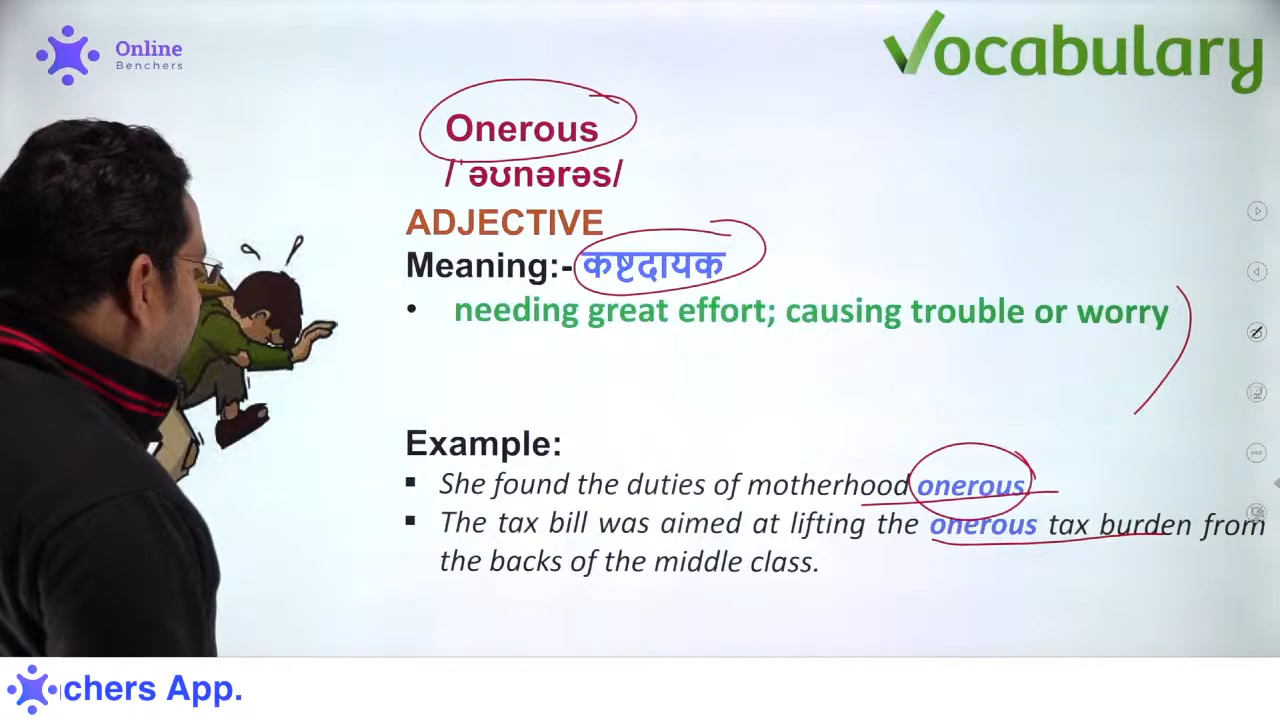 Online
Benchers
Vocabulary
Onerous
/ˈəʊnərəs/
ADJECTIVE
Meaning:- कष्टदायक
• needing great effort; causing trouble or worry
Example:
▪ She found the duties of motherhood onerous
▪ The tax bill was aimed at lifting the onerous tax burden from
the backs of the middle class.
chers App.